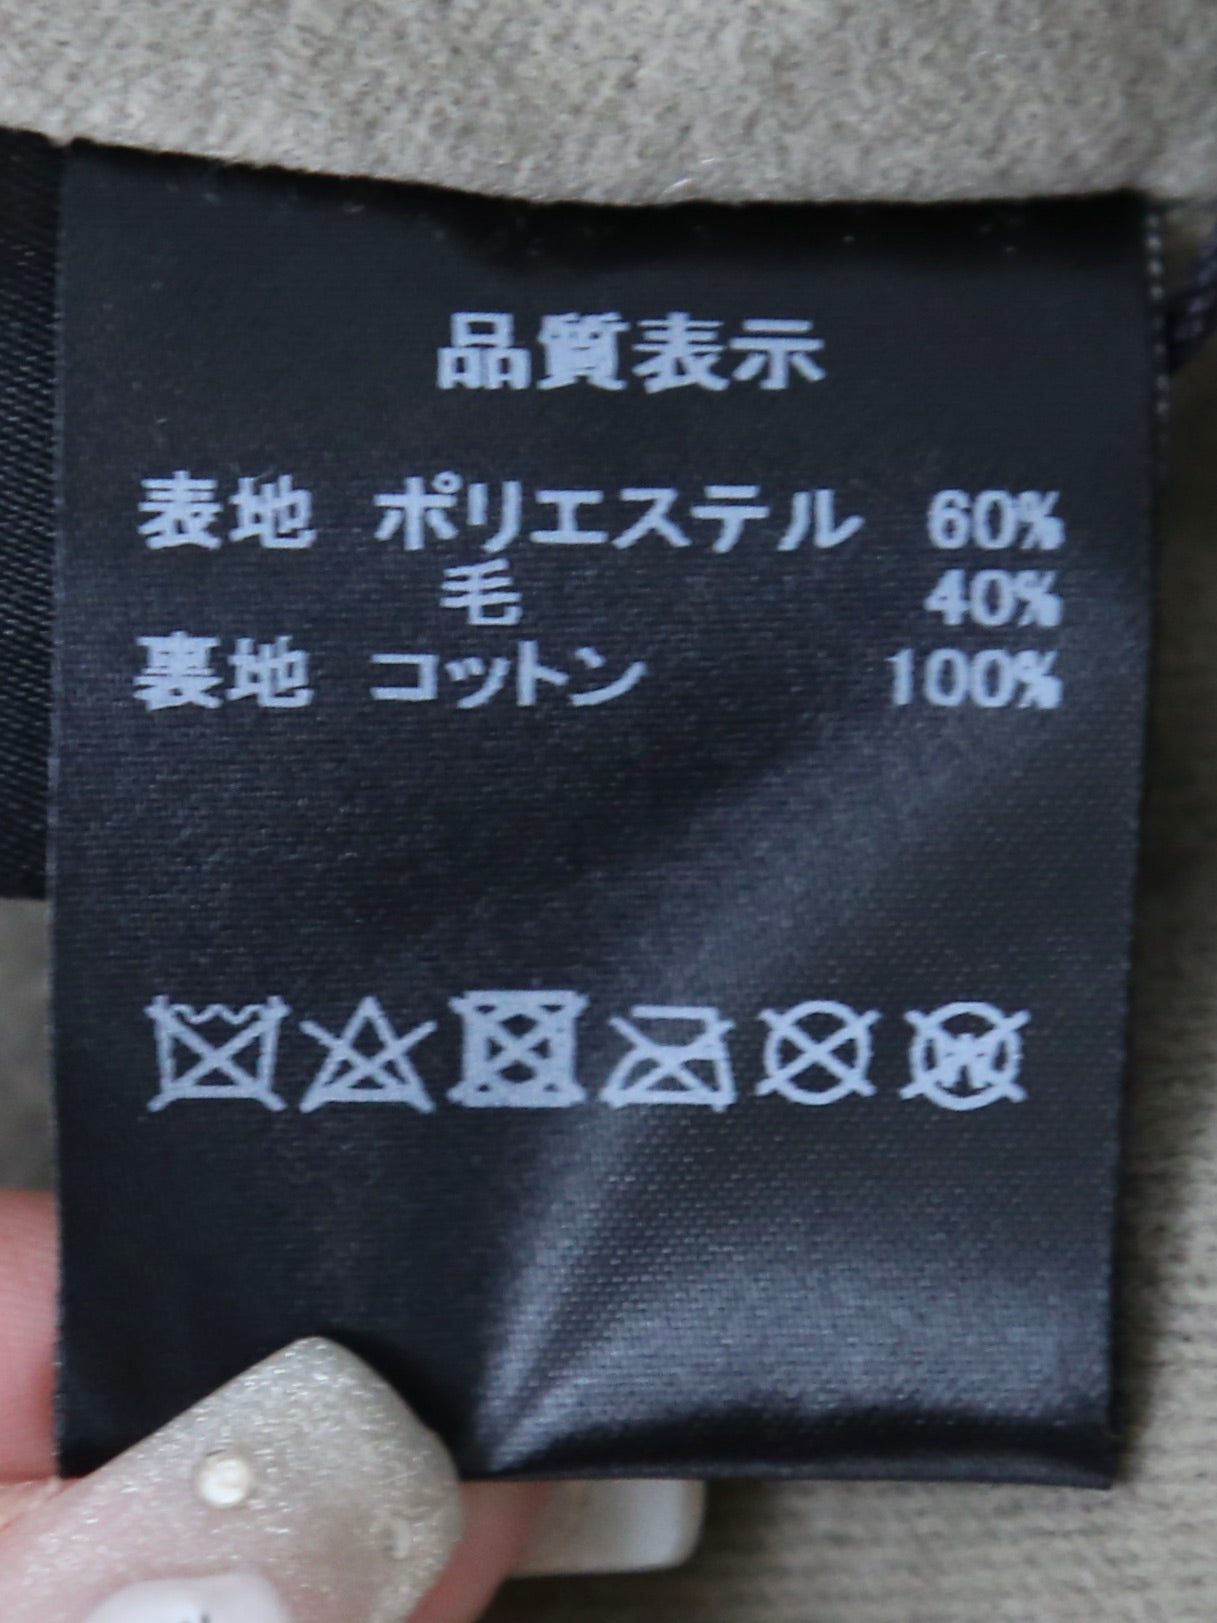 品質表示
表地 ポリエステル 60%
毛 40%
裏地 コットン 100%
W